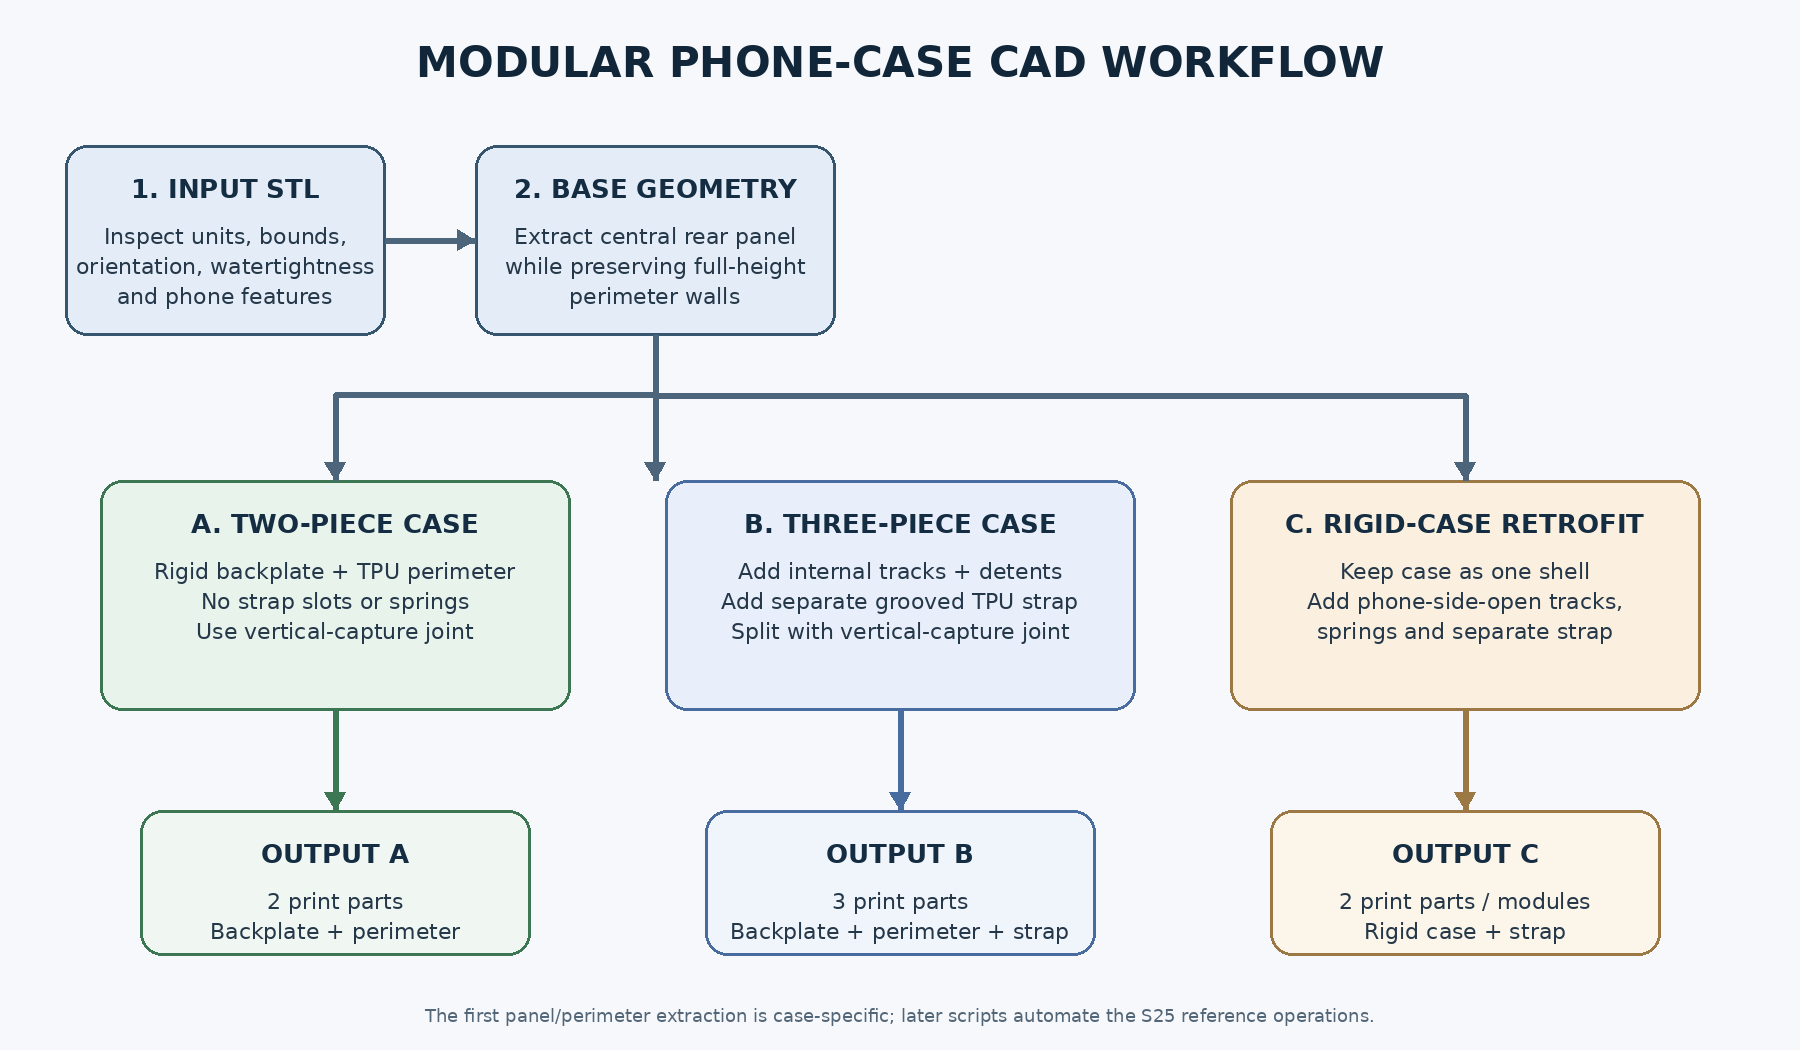 MODULAR PHONE-CASE CAD WORKFLOW
1. INPUT STL
Inspect units, bounds,
orientation, watertightness
and phone features
2. BASE GEOMETRY
Extract central rear panel
while preserving full-height
perimeter walls
A. TWO-PIECE CASE
Rigid backplate + TPU perimeter
No strap slots or springs
Use vertical-capture joint
B. THREE-PIECE CASE
Add internal tracks + detents
Add separate grooved TPU strap
Split with vertical-capture joint
C. RIGID-CASE RETROFIT
Keep case as one shell
Add phone-side-open tracks,
springs and separate strap
OUTPUT A
2 print parts
Backplate + perimeter
OUTPUT B
3 print parts
Backplate + perimeter + strap
OUTPUT C
2 print parts / modules
Rigid case + strap
The first panel/perimeter extraction is case-specific; later scripts automate the S25 reference operations.